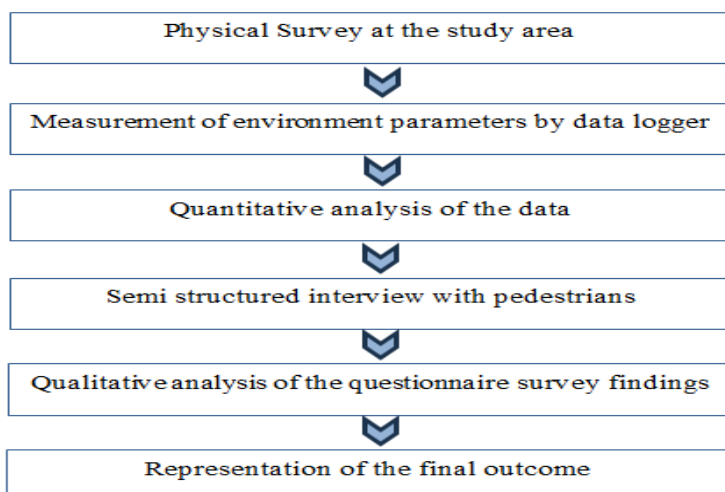 Physical Survey at the study area
Measurement of environment parameters by data logger
Quantitative analysis of the data
Semi structured interview with pedestrians
Qualitative analysis of the questionnaire survey findings
Representation of the final outcome